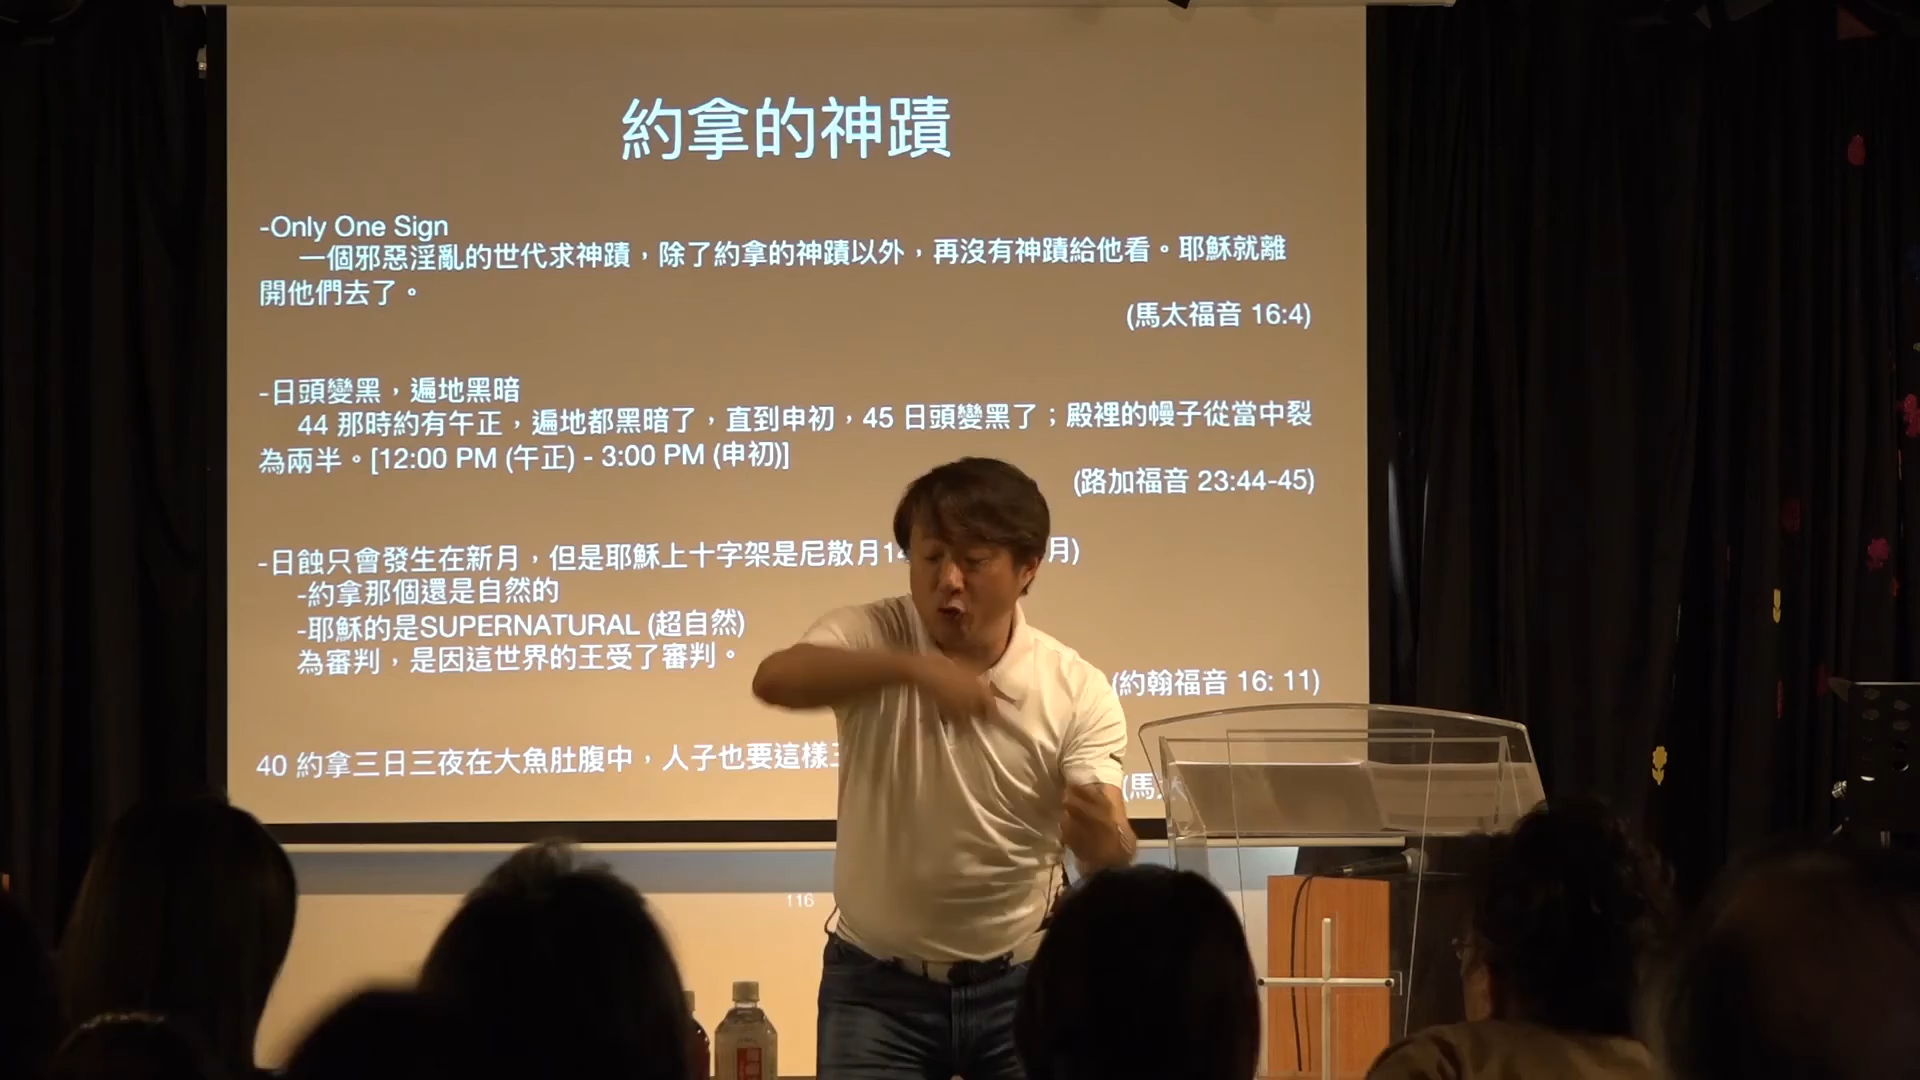 約拿的神蹟
-Only One Sign
一個邪惡淫亂的世代求神蹟，除了約拿的神蹟以外，再沒有神蹟給他看。耶穌就離
開他們去了。
(馬太福音 16:4)
-日頭變黑，遍地黑暗
44 那時約有午正，遍地都黑暗了，直到申初，45 日頭變黑了；殿裡的幔子從當中裂
為兩半。[12:00 PM (午正) - 3:00 PM (申初)]
(路加福音 23:44-45)
-日蝕只會發生在新月，但是耶穌上十字架是尼散月1 月)
-約拿那個還是自然的
-耶穌的是SUPERNATURAL (超自然)
為審判，是因這世界的王受了審判。
(約翰福音 16: 11)
40 約拿三日三夜在大魚肚腹中，人子也要這樣
(馬
116